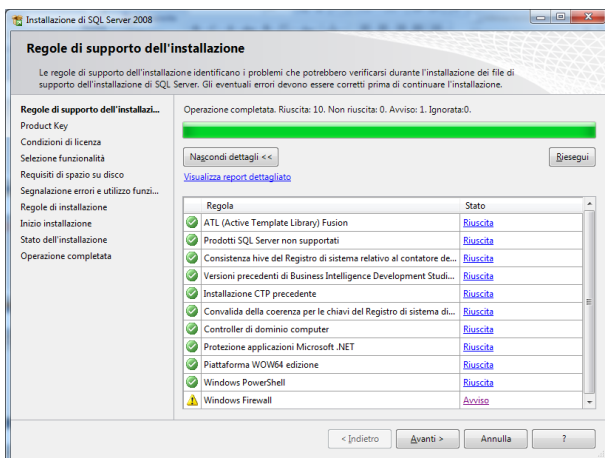 Installazione di SQL Server 2008
Regole di supporto dell'installazione
Le regole di supporto dell'installazione identificano i problemi che potrebbero verificarsi durante l'installazione dei file di
supporto dell'installazione di SQL Server. Gli eventuali errori devono essere corretti prima di continuare l'installazione.
Regole di supporto dell'installazi...
Product Key
Condizioni di licenza
Selezione funzionalità
Requisiti di spazio su disco
Segnalazione errori e utilizzo funzi...
Regole di installazione
Inizio installazione
Stato dell'installazione
Operazione completata
Operazione completata. Riuscita: 10. Non riuscita: 0. Avviso: 1. Ignorata:0.
Nascondi dettagli <<
Riesegui
Visualizza report dettagliato
Regola Stato
ATL (Active Template Library) Fusion Riuscita
Prodotti SQL Server non supportati Riuscita
Consistenza hive del Registro di sistema relativo al contatore de... Riuscita
Versioni precedenti di Business Intelligence Development Studi... Riuscita
Installazione CTP precedente Riuscita
Convalida della coerenza per le chiavi del Registro di sistema di... Riuscita
Controller di dominio computer Riuscita
Protezione applicazioni Microsoft .NET Riuscita
Piattaforma WOW64 edizione Riuscita
Windows PowerShell Riuscita
Windows Firewall Avviso
< Indietro
Avanti >
Annulla
?